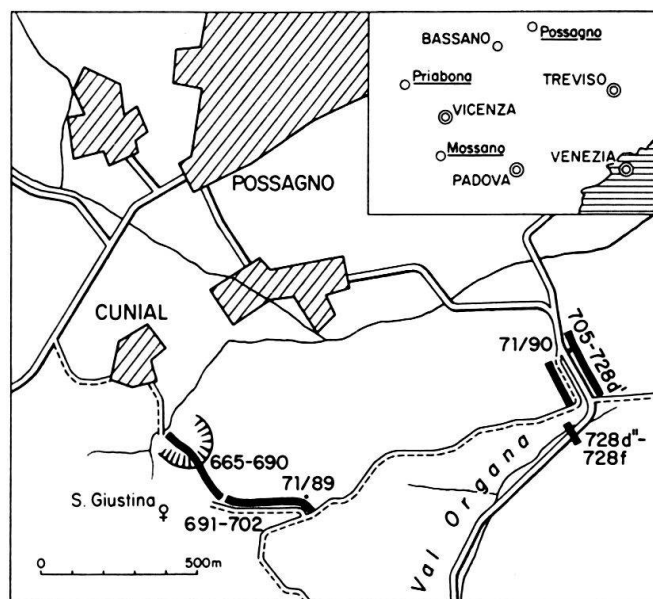 BASSANO
Possagno
Priabona
TREVISO
VICENZA
Mossano
PADOVA
VENEZIA
POSSAGNO
CUNIAL
71/90
705-728d'
665-690
71/89
728d"-
728f
S. Giustina
691-702
Val Organa
0
500m